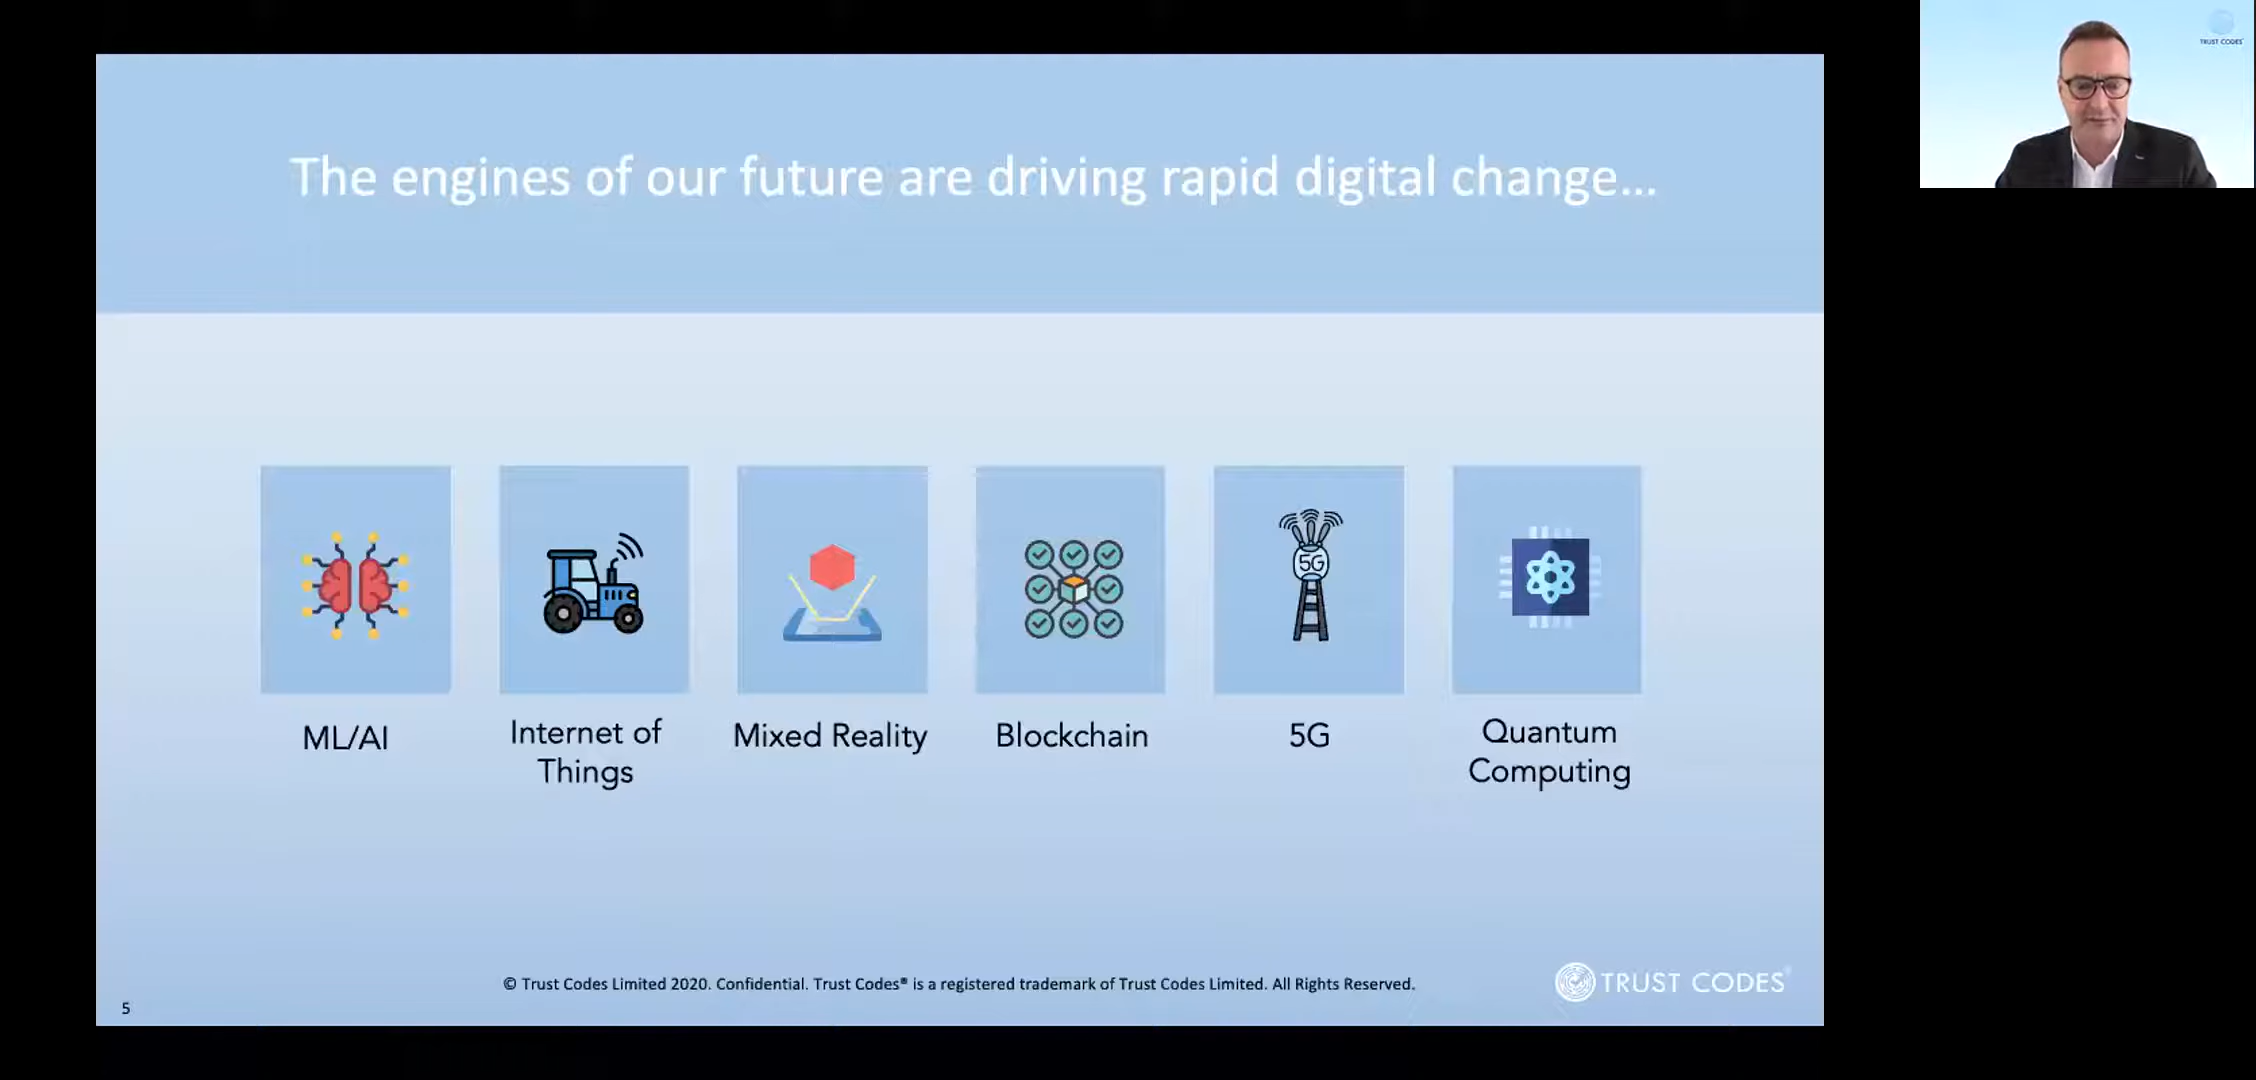 TRUST CODES
The engines of our future are driving rapid digital change...
5G
ML/AI
Internet of
Things
Mixed Reality
Blockchain
5G
Quantum
Computing
© Trust Codes Limited 2020. Confidential. Trust Codes® is a registered trademark of Trust Codes Limited. All Rights Reserved.
TRUST CODES®
5